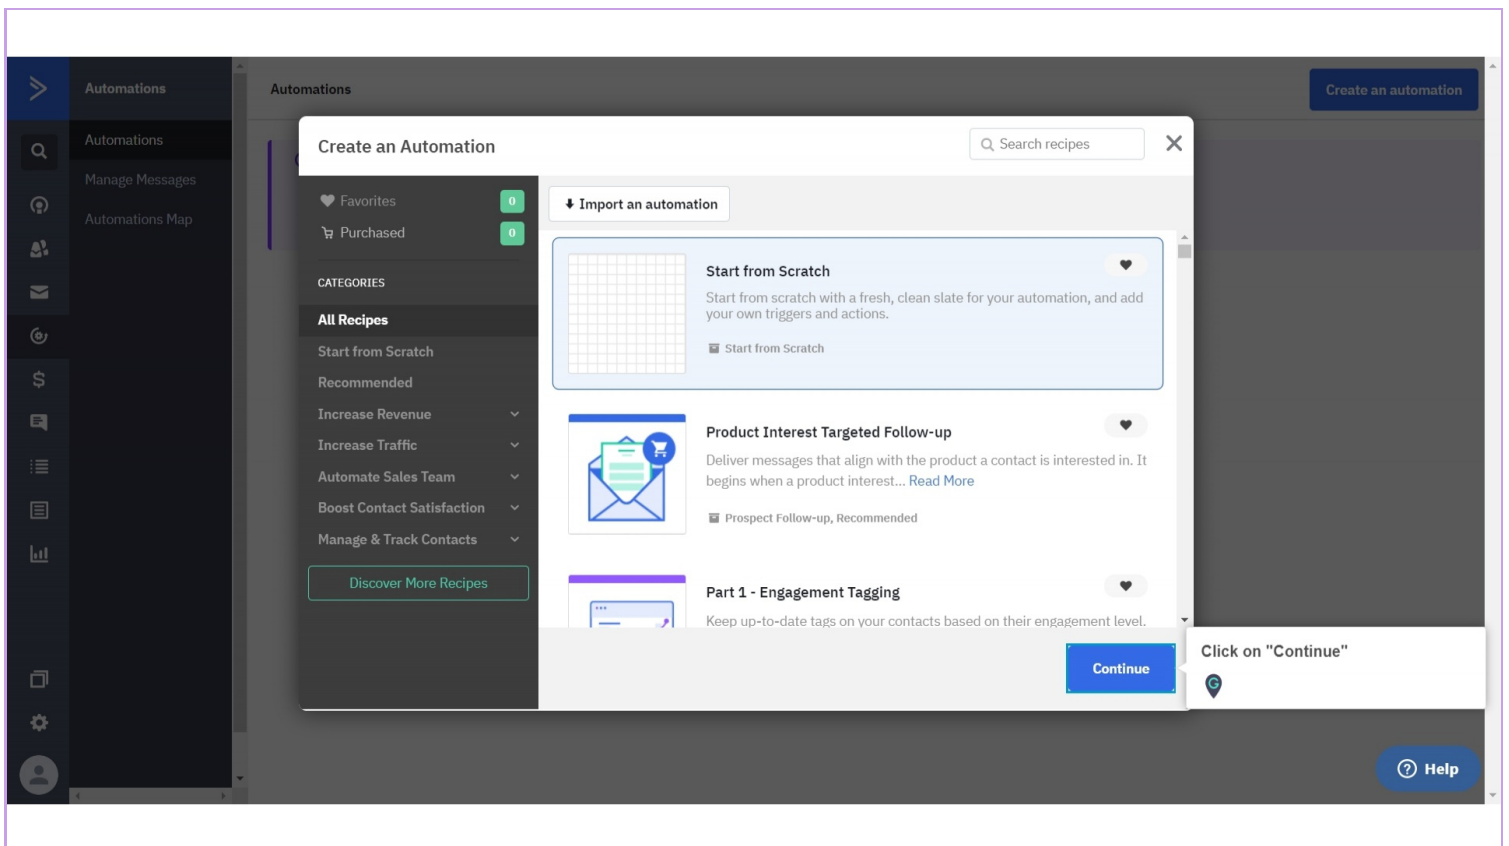 Automations
Automations
Manage Messages
Automations Map
Automations
Create an automation
Create an Automation
Search recipes
Favorites
0
Purchased
0
CATEGORIES
All Recipes
Start from Scratch
Recommended
Increase Revenue
Increase Traffic
Automate Sales Team
Boost Contact Satisfaction
Manage & Track Contacts
Discover More Recipes
Import an automation
Start from Scratch
Start from scratch with a fresh, clean slate for your automation, and add
your own triggers and actions.
Start from Scratch
Product Interest Targeted Follow-up
Deliver messages that align with the product a contact is interested in. It
begins when a product interest... Read More
Prospect Follow-up, Recommended
Part 1 - Engagement Tagging
Keep up-to-date tags on your contacts based on their engagement level.
Continue
Click on "Continue"
G
Help